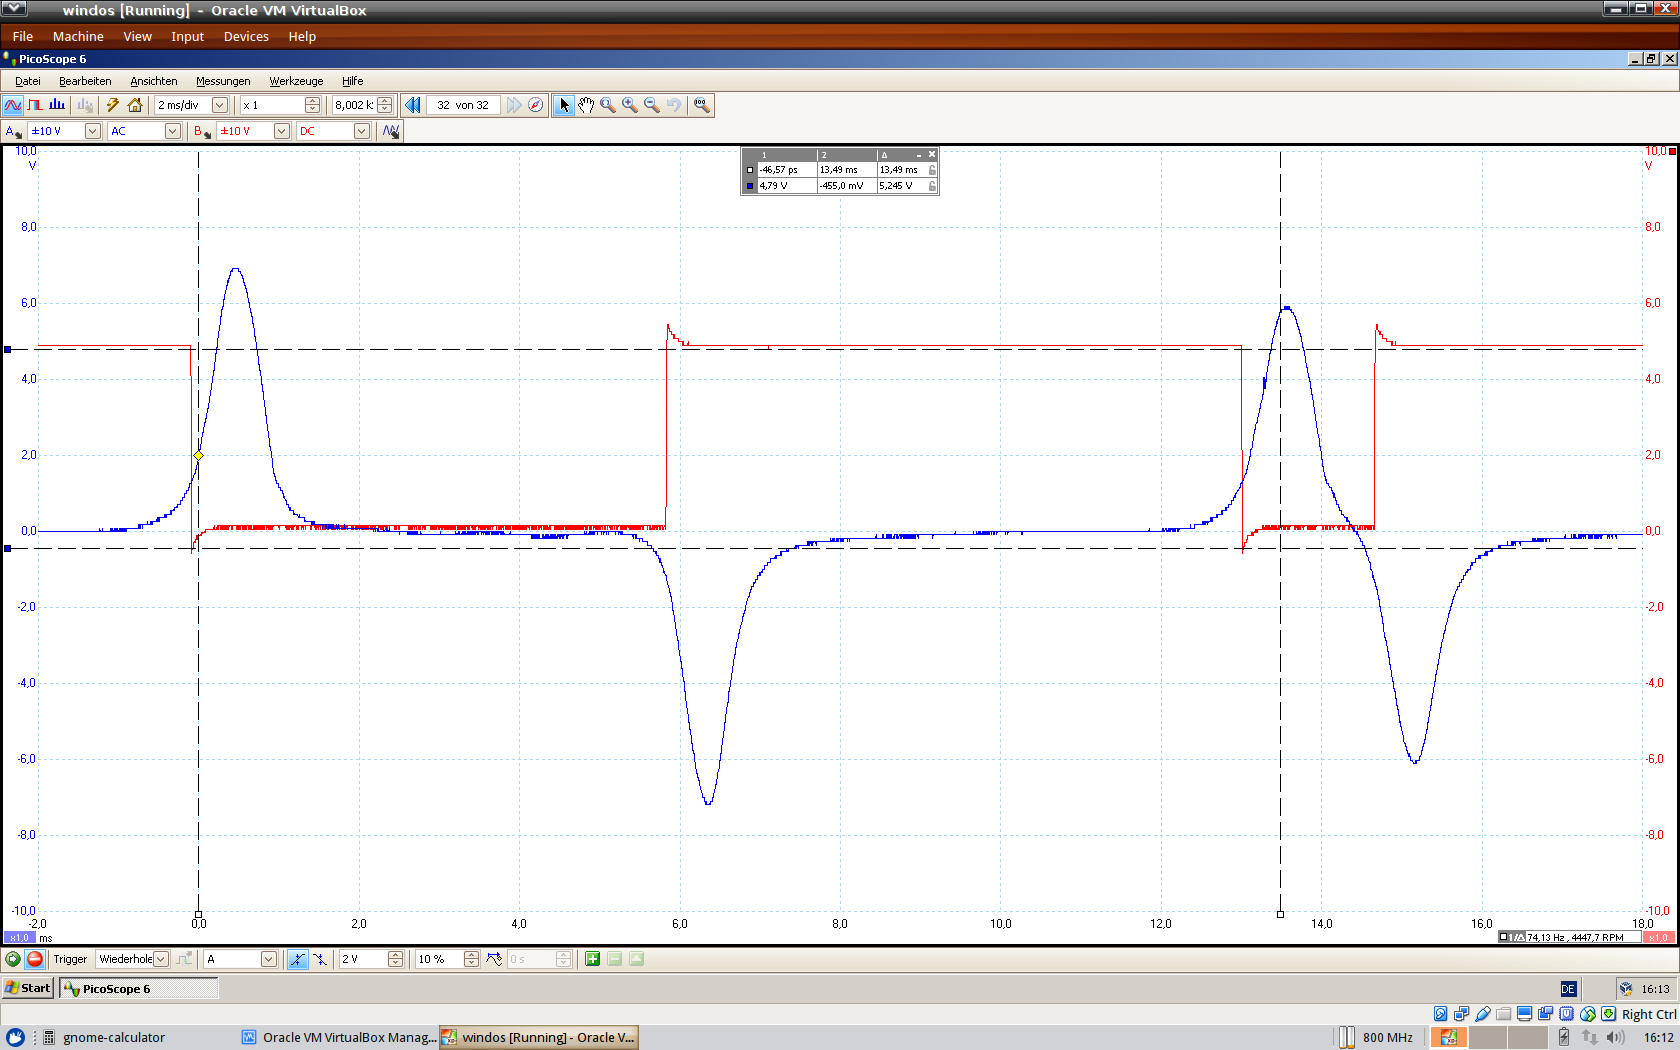 windos [Running] - Oracle VM VirtualBox
File Machine View Input Devices Help
PicoScope 6
Datei Bearbeiten Ansichten Messungen Werkzeuge Hilfe
2 ms/div x 1 8,002 k 32 von 32
A ±10 V AC B ±10 V DC
10,0 10,0
V V
1 2 Δ
-46,57 ps 13,49 ms 13,49 ms
4,79 V -455,0 mV 5,245 V
8,0 8,0
6,0 6,0
4,0 4,0
2,0 2,0
0,0 0,0
-2,0 -2,0
-4,0 -4,0
-6,0 -6,0
-8,0 -8,0
-10,0 -10,0
-2,0 0,0 2,0 4,0 6,0 8,0 10,0 12,0 14,0 16,0 18,0
x1,0 ms 1/Δ 74,13 Hz , 4447,7 RPM x1,0
Trigger Wiederhole A 2 V 10 % 0 s
Start PicoScope 6 DE 16:13
Right Ctrl
gnome-calculator Oracle VM VirtualBox Manag... windos [Running] - Oracle V... 800 MHz 16:12